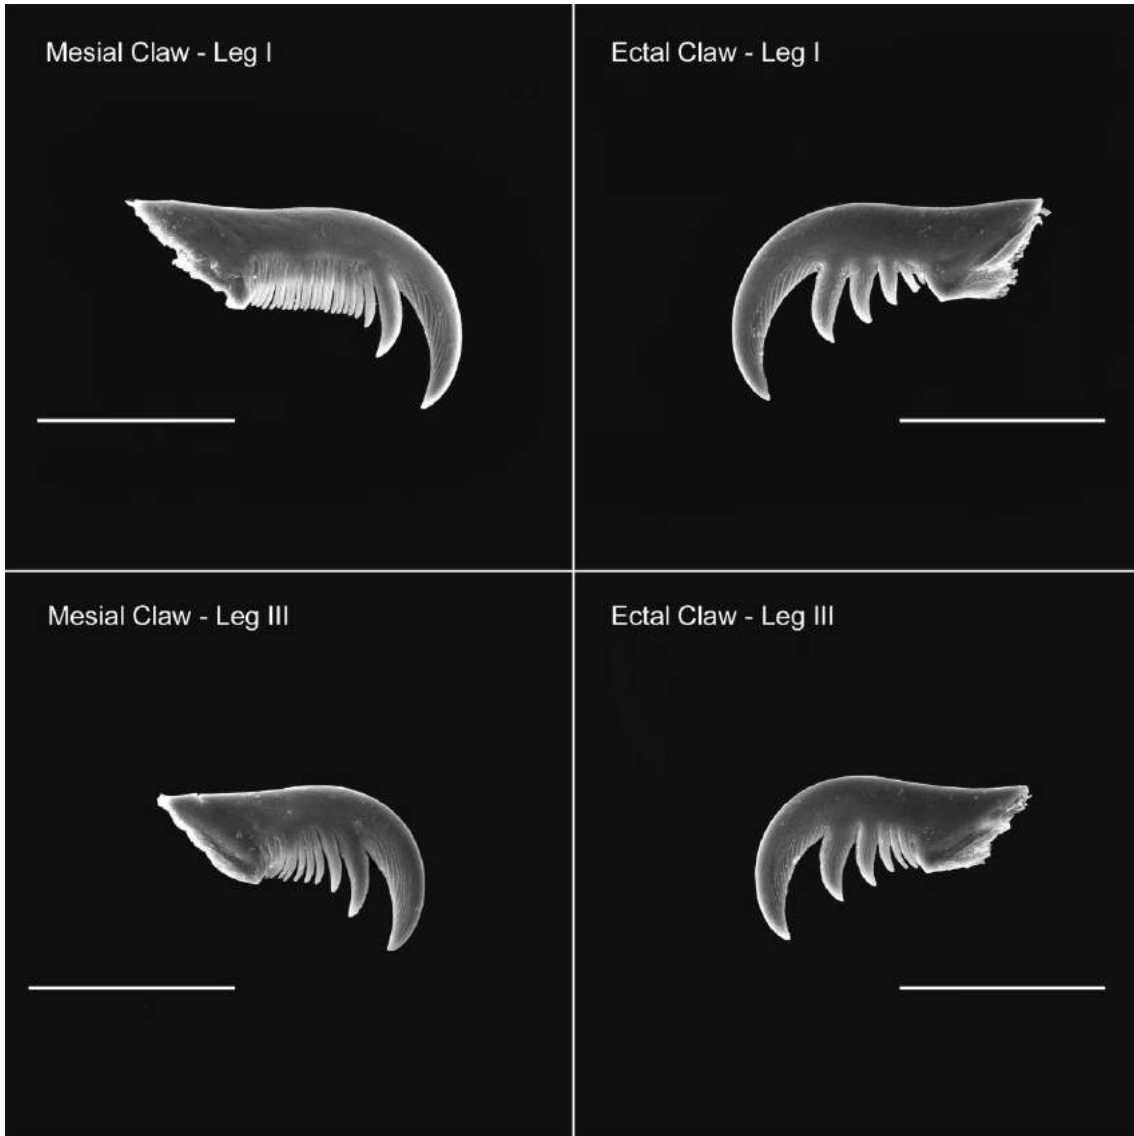 Mesial Claw - Leg I
Ectal Claw - Leg I
Mesial Claw - Leg III
Ectal Claw - Leg III